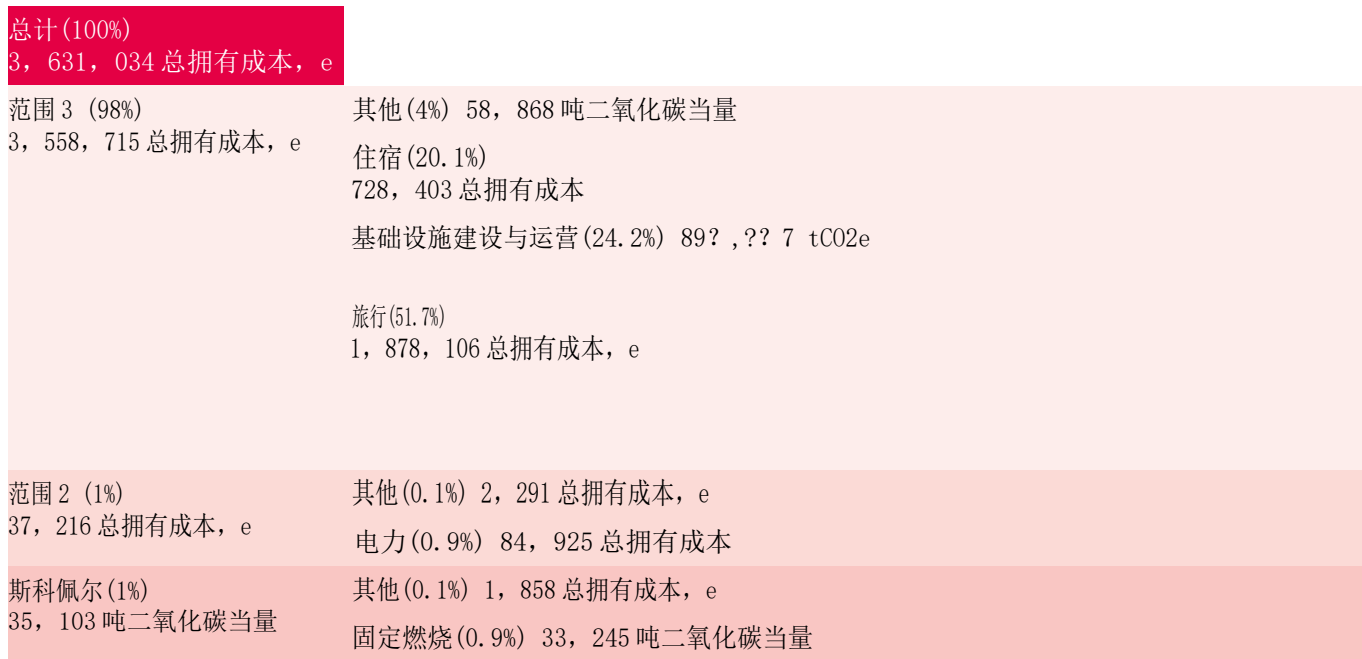 总计(100%)
3, 631, 034 总拥有成本, e
范围 3 (98%)
3, 558, 715 总拥有成本, e
其他(4%) 58, 868 吨二氧化碳当量
住宿(20.1%)
728, 403 总拥有成本
基础设施建设与运营(24.2%) 89? ,?? 7 tCO2e
旅行(51.7%)
1, 878, 106 总拥有成本, e
范围 2 (1%)
37, 216 总拥有成本, e
其他(0.1%) 2, 291 总拥有成本, e
电力(0.9%) 84, 925 总拥有成本
斯科佩尔(1%)
35, 103 吨二氧化碳当量
其他(0.1%) 1, 858 总拥有成本, e
固定燃烧(0.9%) 33, 245 吨二氧化碳当量